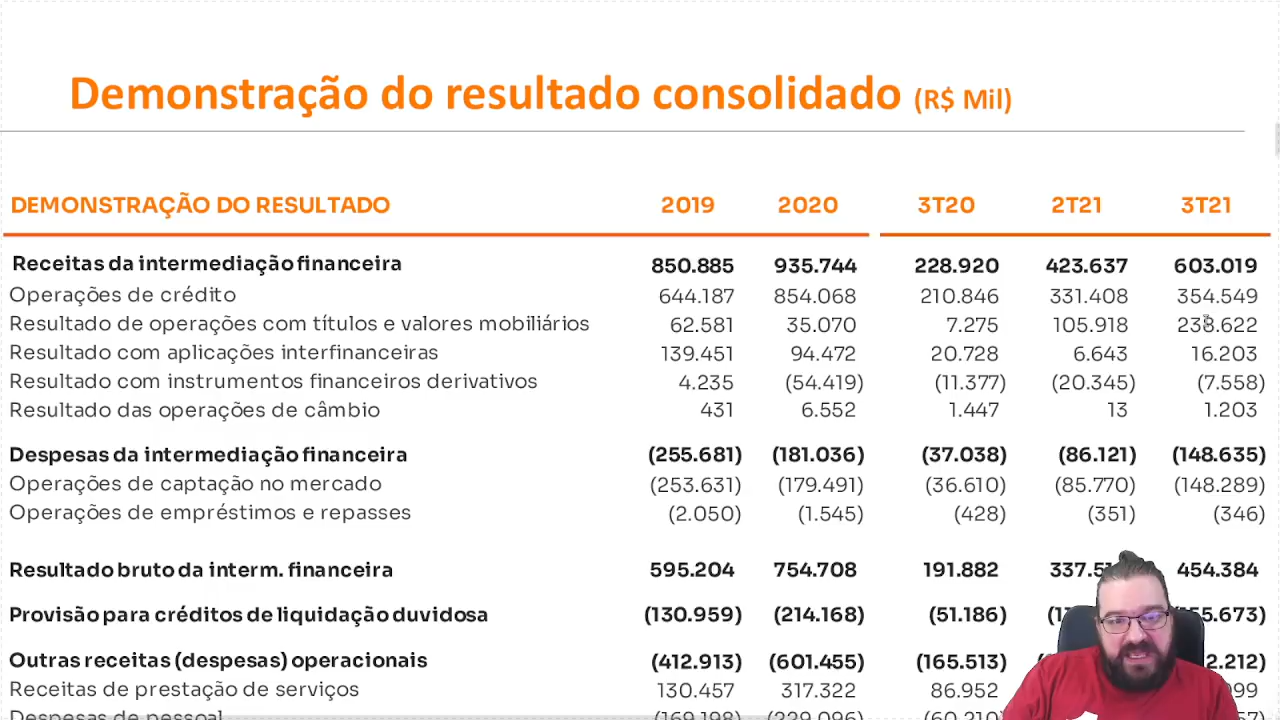 Demonstração do resultado consolidado (R$ Mil)
DEMONSTRAÇÃO DO RESULTADO 2019 2020 3T20 2T21 3T21
Receitas da intermediação financeira 850.885 935.744 228.920 423.637 603.019
Operações de crédito 644.187 854.068 210.846 331.408 354.549
Resultado de operações com títulos e valores mobiliários 62.581 35.070 7.275 105.918 238.622
Resultado com aplicações interfinanceiras 139.451 94.472 20.728 6.643 16.203
Resultado com instrumentos financeiros derivativos 4.235 (54.419) (11.377) (20.345) (7.558)
Resultado das operações de câmbio 431 6.552 1.447 13 1.203
Despesas da intermediação financeira (255.681) (181.036) (37.038) (86.121) (148.635)
Operações de captação no mercado (253.631) (179.491) (36.610) (85.770) (148.289)
Operações de empréstimos e repasses (2.050) (1.545) (428) (351) (346)
Resultado bruto da interm. financeira 595.204 754.708 191.882 454.384
Provisão para créditos de liquidação duvidosa (130.959) (214.168) (51.186)
Outras receitas (despesas) operacionais (412.913) (601.455) (165.513)
Receitas de prestação de serviços 130.457 317.322 86.952
Despesas de pessoal (169.198) (229.096) (60.210)